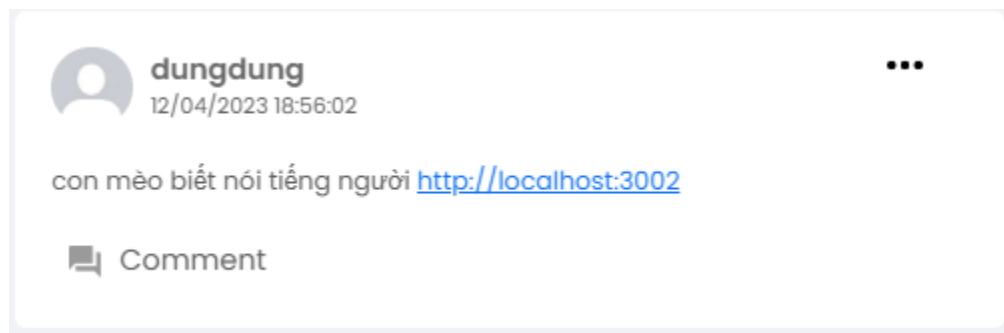 dungdung
12/04/2023 18:56:02
con mèo biết nói tiếng người http://localhost:3002
Comment